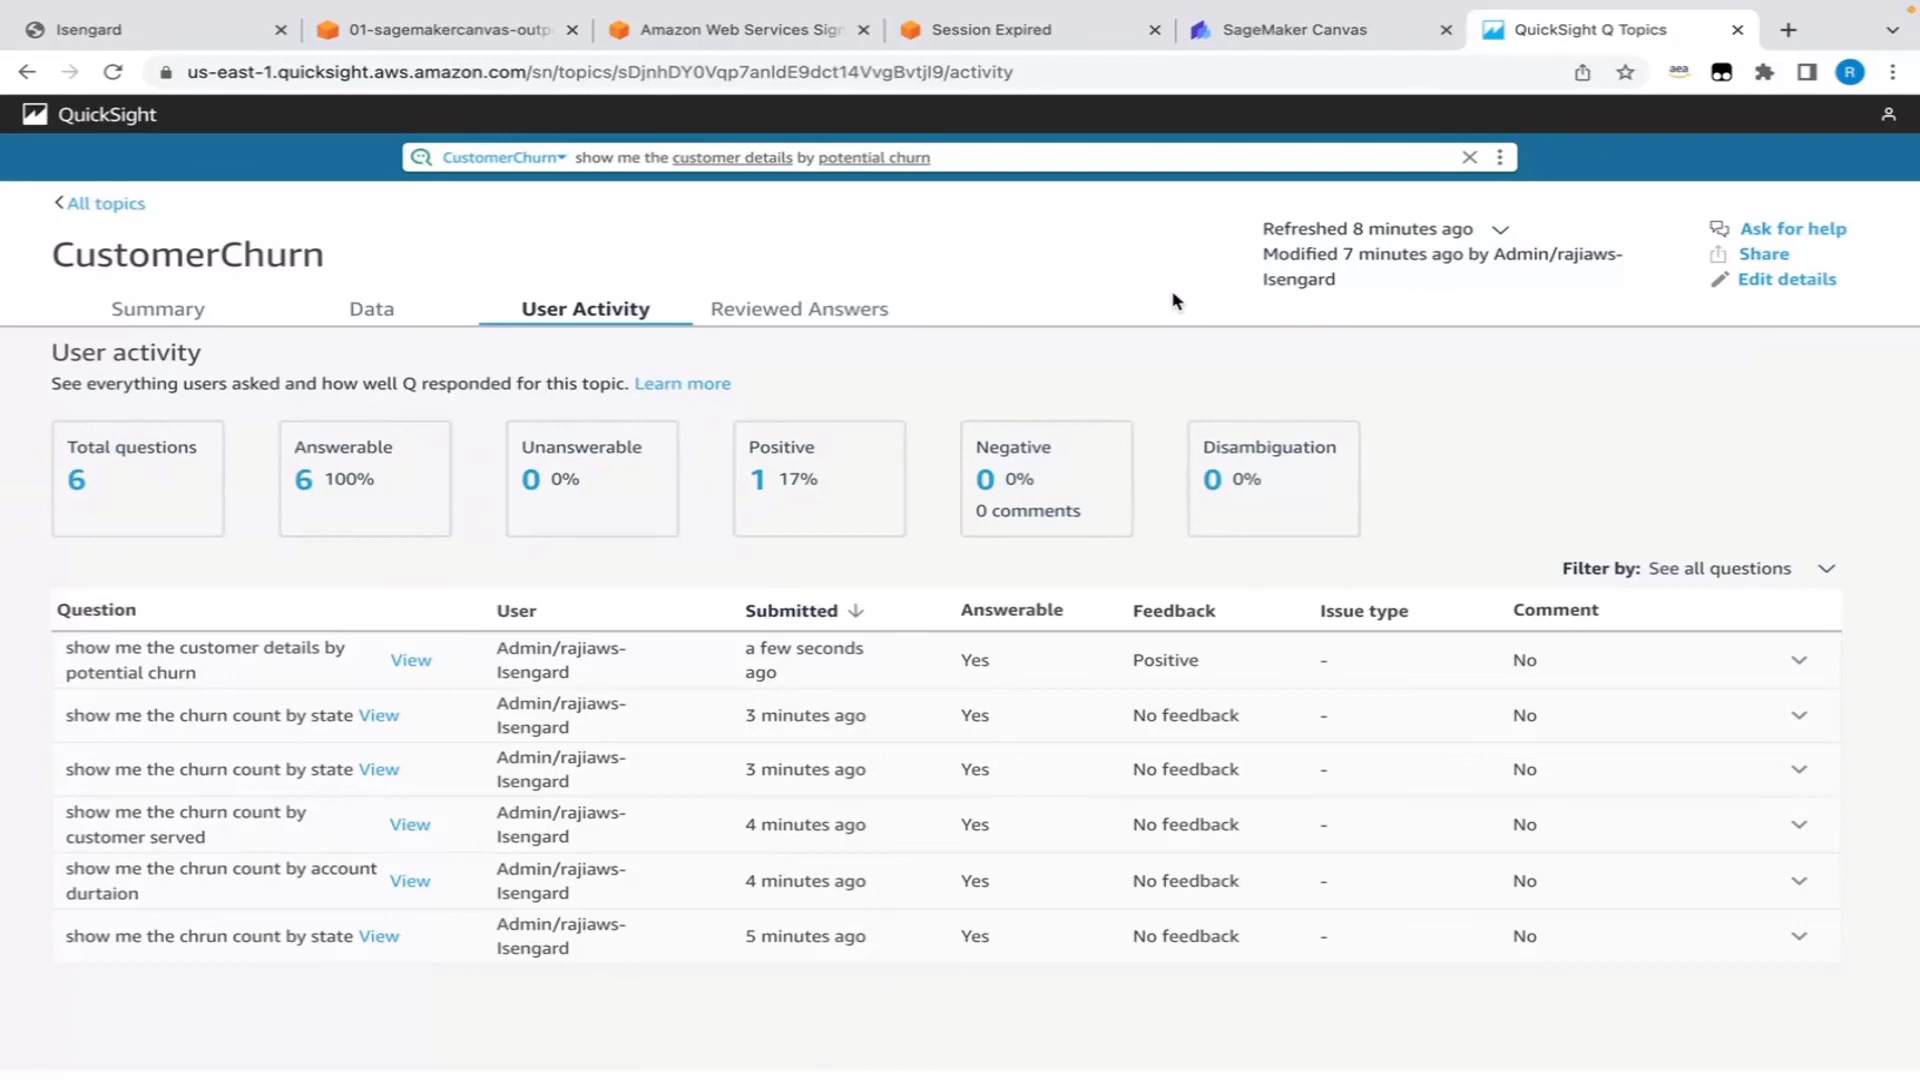 Isengard
01-sagemakercanvas-outp
Amazon Web Services Sign
Session Expired
SageMaker Canvas
QuickSight Q Topics
us-east-1.quicksight.aws.amazon.com/sn/topics/sDjnhDY0Vqp7anIdE9dct14VvgBvtjI9/activity
aea
R
QuickSight
CustomerChurn show me the customer details by potential churn
All topics
CustomerChurn
Refreshed 8 minutes ago
Modified 7 minutes ago by Admin/rajiaws-
Isengard
Ask for help
Share
Edit details
Summary Data User Activity Reviewed Answers
User activity
See everything users asked and how well Q responded for this topic. Learn more
Total questions
6
Answerable
6 100%
Unanswerable
0 0%
Positive
1 17%
Negative
0 0%
0 comments
Disambiguation
0 0%
Filter by: See all questions
Question User Submitted Answerable Feedback Issue type Comment
show me the customer details by
potential churn
View
Admin/rajiaws-
Isengard
a few seconds
ago
Yes
Positive
-
No
show me the churn count by state View
Admin/rajiaws-
Isengard
3 minutes ago
Yes
No feedback
-
No
show me the churn count by state View
Admin/rajiaws-
Isengard
3 minutes ago
Yes
No feedback
-
No
show me the churn count by
customer served
View
Admin/rajiaws-
Isengard
4 minutes ago
Yes
No feedback
-
No
show me the chrun count by account
durtaion
View
Admin/rajiaws-
Isengard
4 minutes ago
Yes
No feedback
-
No
show me the chrun count by state View
Admin/rajiaws-
Isengard
5 minutes ago
Yes
No feedback
-
No